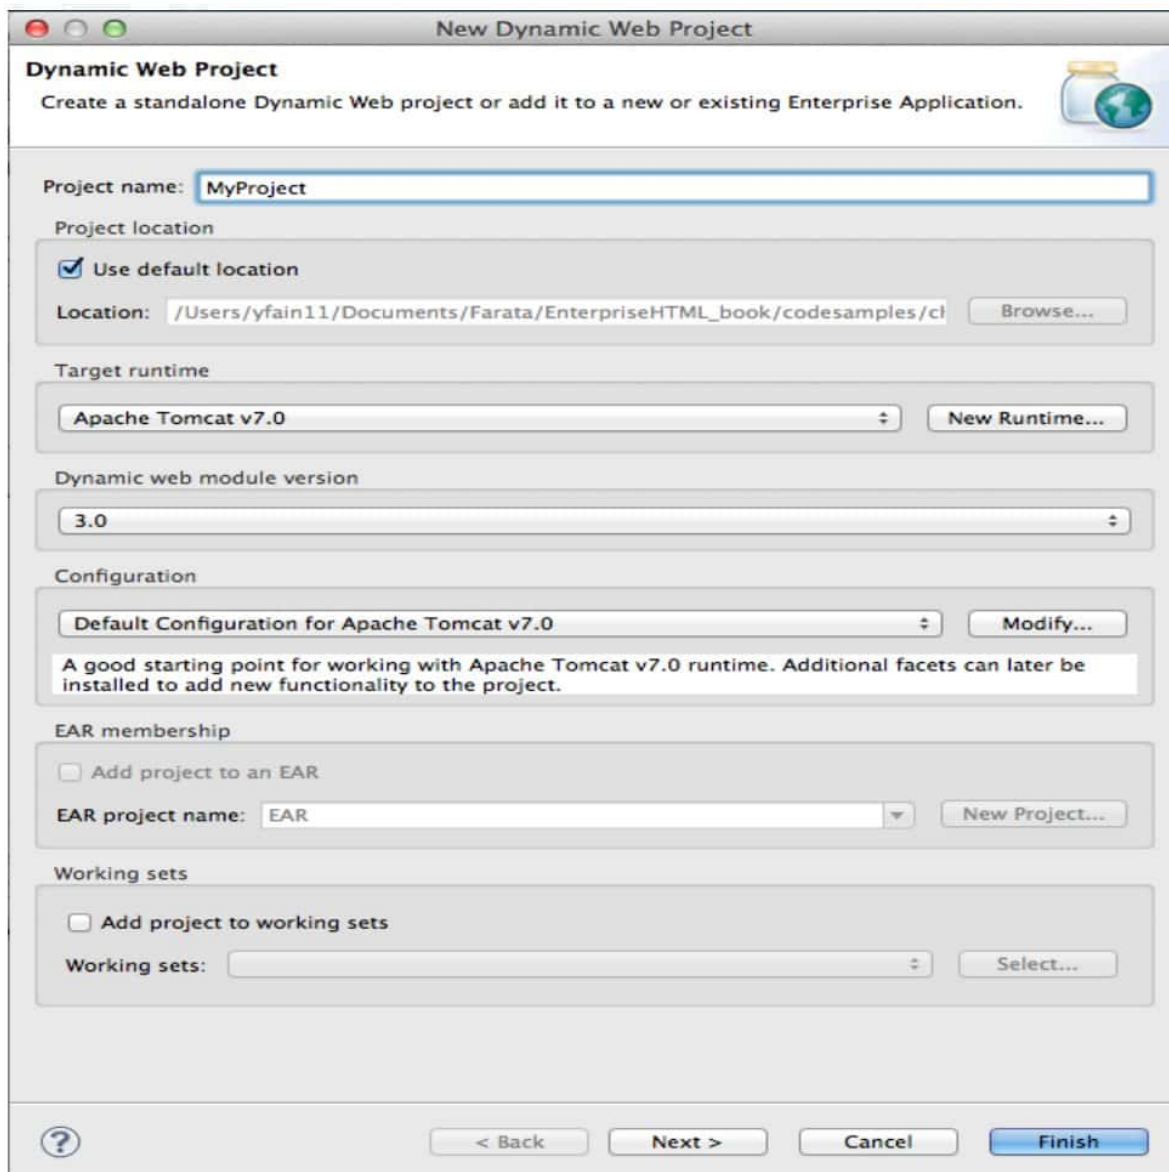 New Dynamic Web Project
Dynamic Web Project
Create a standalone Dynamic Web project or add it to a new or existing Enterprise Application.
Project name: MyProject
Project location
Use default location
Location: /Users/yfain11/Documents/Farata/EnterpriseHTML_book/codesamples/cl Browse...
Target runtime
Apache Tomcat v7.0 New Runtime...
Dynamic web module version
3.0
Configuration
Default Configuration for Apache Tomcat v7.0 Modify...
A good starting point for working with Apache Tomcat v7.0 runtime. Additional facets can later be
installed to add new functionality to the project.
EAR membership
Add project to an EAR
EAR project name: EAR New Project...
Working sets
Add project to working sets
Working sets: Select...
? < Back Next > Cancel Finish